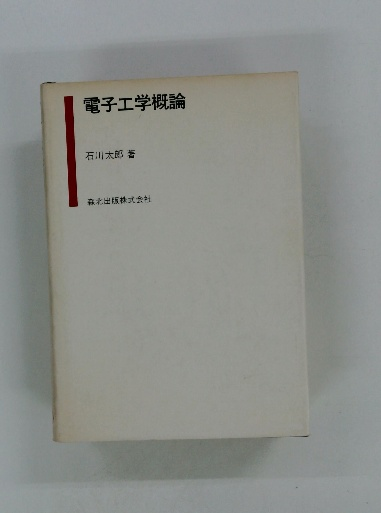 電子工学概論
石川太郎 著
森北出版株式会社